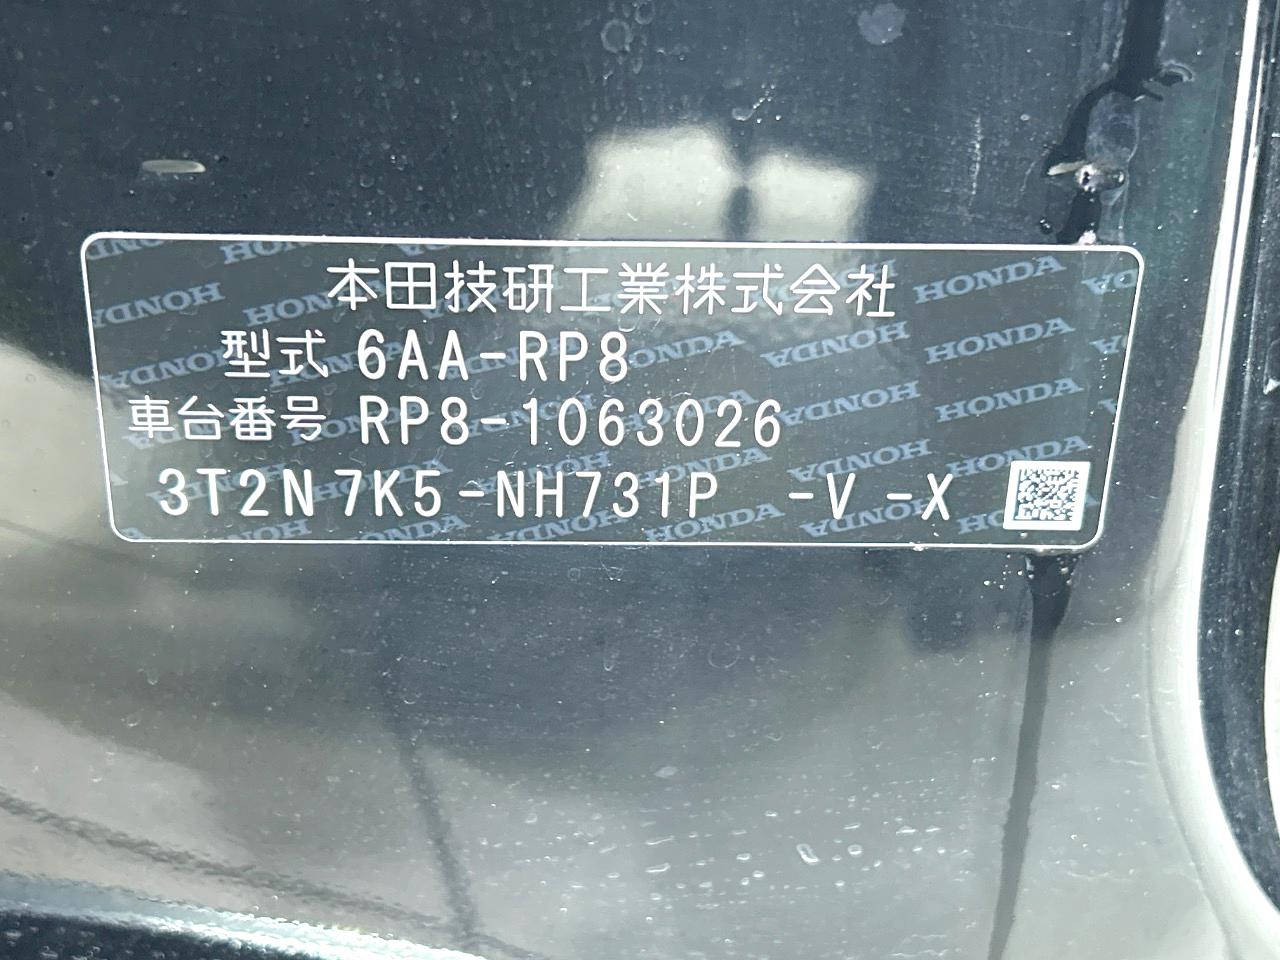 本田技研工業株式会社
型式 6AA-RP8
車台番号 RP8-1063026
3T2N7K5-NH731P -V -X